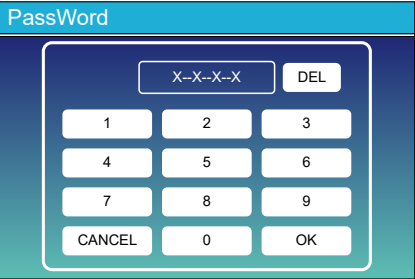 PassWord
X--X--X--X DEL
1 2 3
4 5 6
7 8 9
CANCEL 0 OK